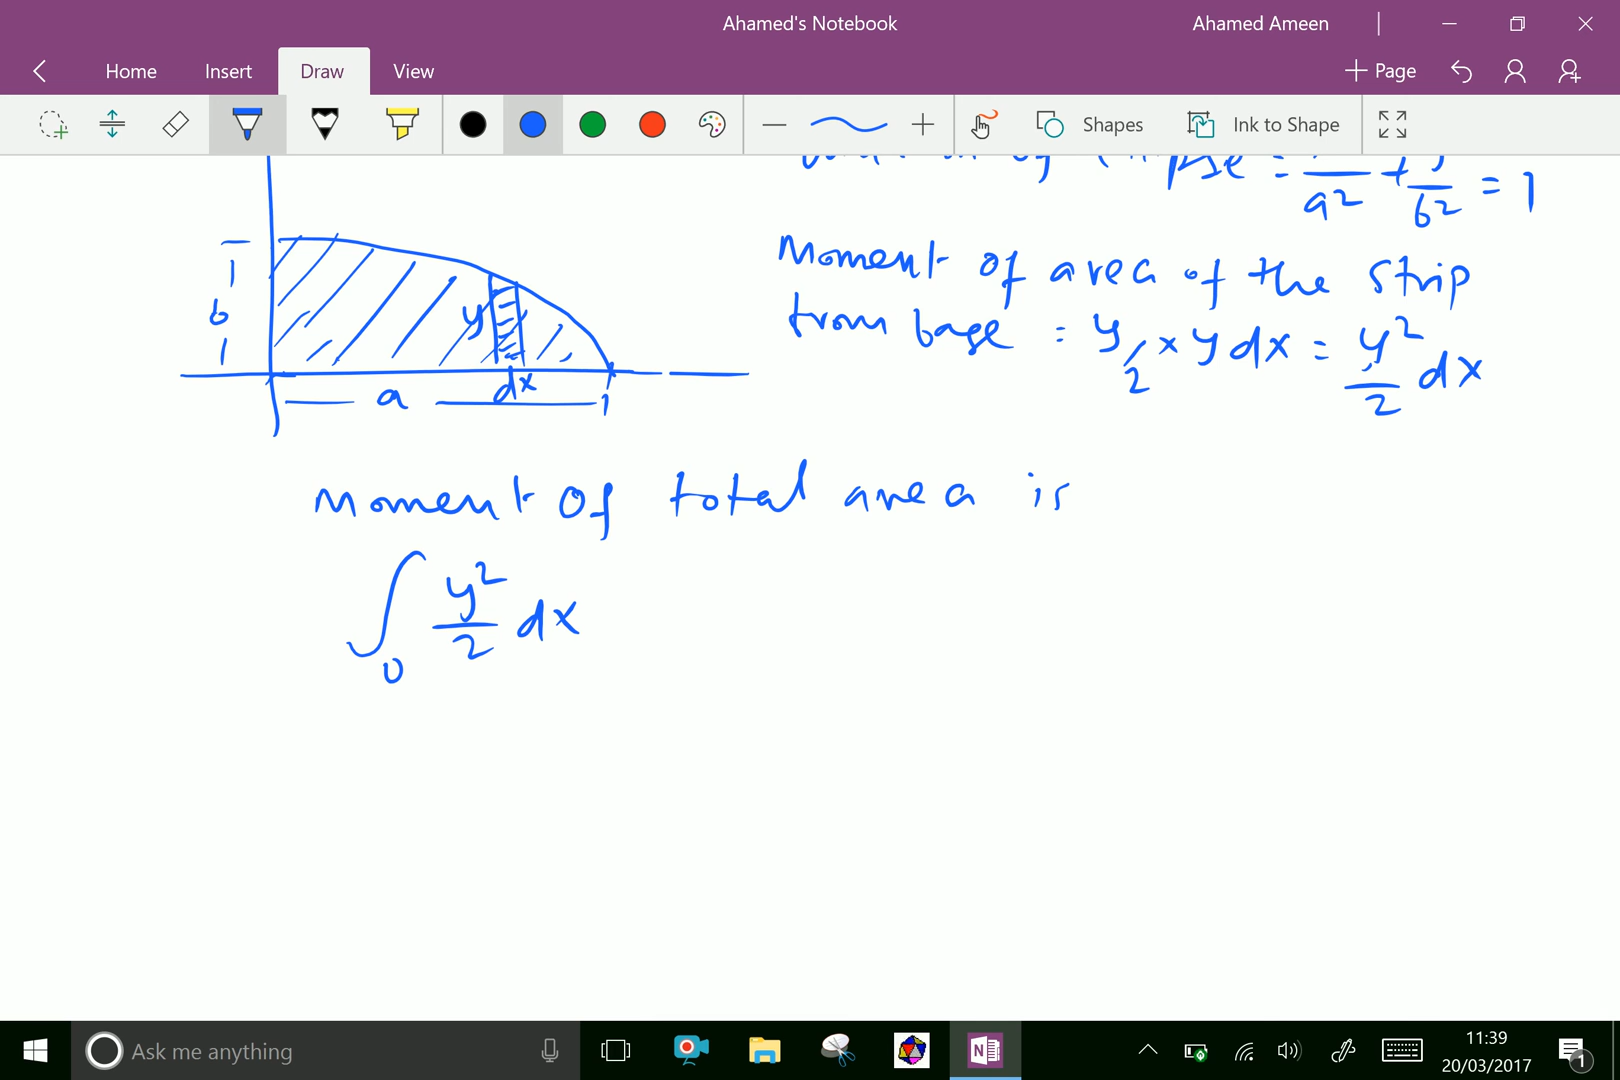 Ahamed's Notebook
Ahamed Ameen
Home Insert Draw View
Page
Shapes
Ink to Shape
= a2 + b2 = 1
Moment of area of the strip
from base = y/2 × y dx = y²/2 dx
b
y
dx
a
Moment of total area is
∫0 y²/2 dx
Ask me anything
11:39
20/03/2017
1